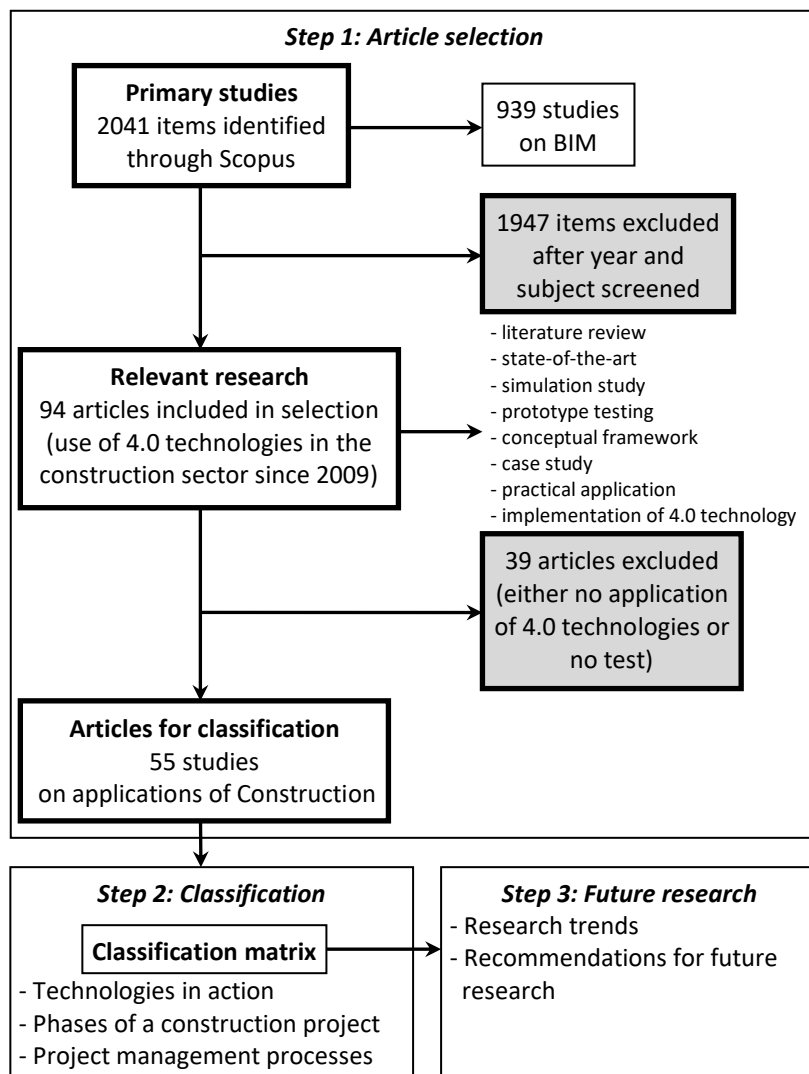 Step 1: Article selection
Primary studies
2041 items identified
through Scopus
939 studies
on BIM
1947 items excluded
after year and
subject screened
- literature review
- state-of-the-art
- simulation study
- prototype testing
- conceptual framework
- case study
- practical application
- implementation of 4.0 technology
Relevant research
94 articles included in selection
(use of 4.0 technologies in the
construction sector since 2009)
39 articles excluded
(either no application
of 4.0 technologies or
no test)
Articles for classification
55 studies
on applications of Construction
Step 2: Classification
Classification matrix
- Technologies in action
- Phases of a construction project
- Project management processes
Step 3: Future research
- Research trends
- Recommendations for future
research